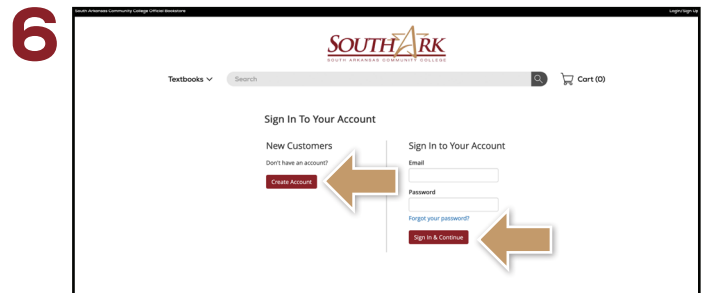 6
South Arkansas Community College Official Bookstore
Login/Sign Up
SOUTHARK
SOUTH ARKANSAS COMMUNITY COLLEGE
Textbooks
Search
Cart (0)
Sign In To Your Account
New Customers
Don't have an account?
Create Account
Sign In to Your Account
Email
Password
Forgot your password?
Sign In & Continue